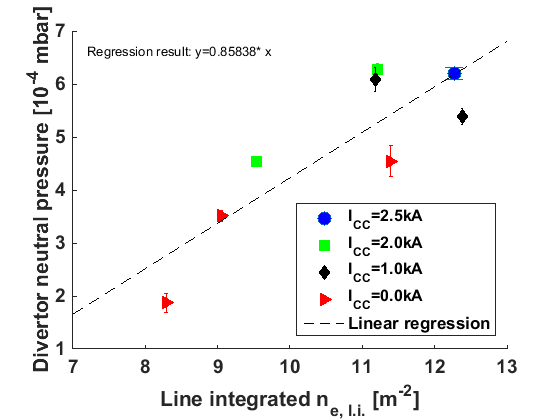 Regression result: y=0.85838* x
Divertor neutral pressure [10-4 mbar]
7
6
5
4
3
2
1
I_CC=2.5kA
I_CC=2.0kA
I_CC=1.0kA
I_CC=0.0kA
Linear regression
7 8 9 10 11 12 13
Line integrated n_e, l.i. [m-2]